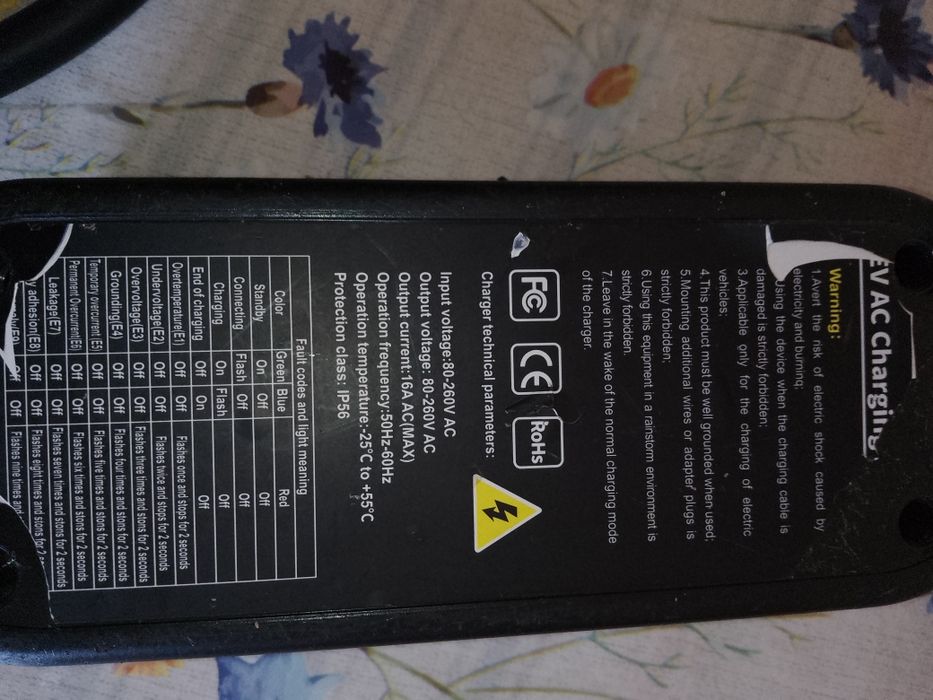 EV AC Charging
Warning:
1.Avert the risk of electric shock caused by
electricity and burning;
Using the device when the charging cable is
damaged is strictly forbidden;
3 Applicable only for the charging of electric
vehicles;
4.This product must be well grounded when used;
5.Mounting additional wires or adapter plugs is
strictly forbidden;
6.Using this equipment in a rainstorm environment is
strictly forbidden.
7.Leave in the wake of the normal charging mode
of the charger.
FC CE RoHS
Charger technical parameters:
Input voltage:80-260V AC
Output voltage: 80-260V AC
Output current:16A AC(MAX)
Operation frequency:50Hz-60Hz
Operation temperature:-25°C to +55°C
Protection class: IP56
Fault codes and light meaning
Color Green Blue Red
Standby On Off Off
Connecting Flash Off Off
Charging On Flash Off
End of charging Off On Off
Overtemperature(E1) Off Off Flashes once and stops for 2 seconds
Undervoltage(E2) Off Off Flashes twice and stops for 2 seconds
Overvoltage(E3) Off Off Flashes three times and stons for 2 seconds
Grounding(E4) Off Off Flashes four times and stons for 2 seconds
Temporary overcurrent(E5) Off Off Flashes five times and stons for 2 seconds
Permanent Overcurrent(E6) Off Off Flashes six times and stons for 2 seconds
Leakage(E7) Off Off Flashes seven times and stons for 2 seconds
y adhesion(E8) Off Off Flashes eight times and stons for 2
Off Off Flashes nine times and